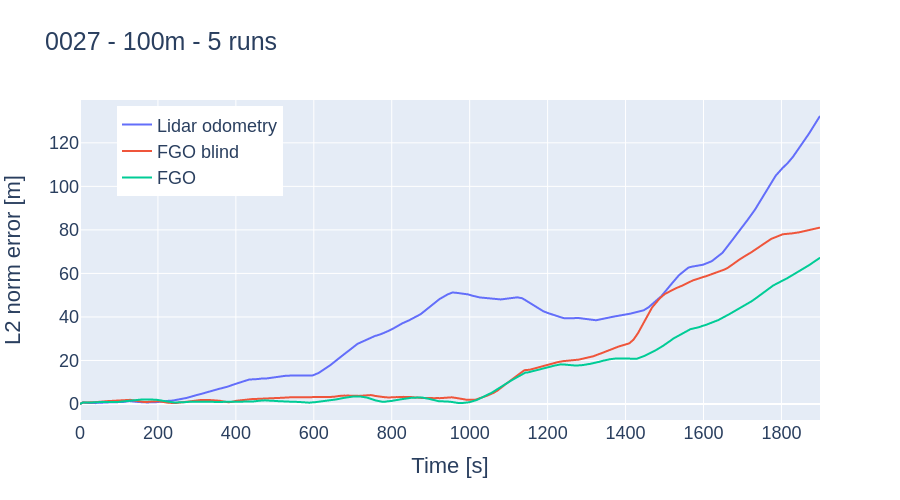 0027 - 100m - 5 runs
Lidar odometry
FGO blind
FGO
L2 norm error [m]
120
100
80
60
40
20
0
0 200 400 600 800 1000 1200 1400 1600 1800
Time [s]